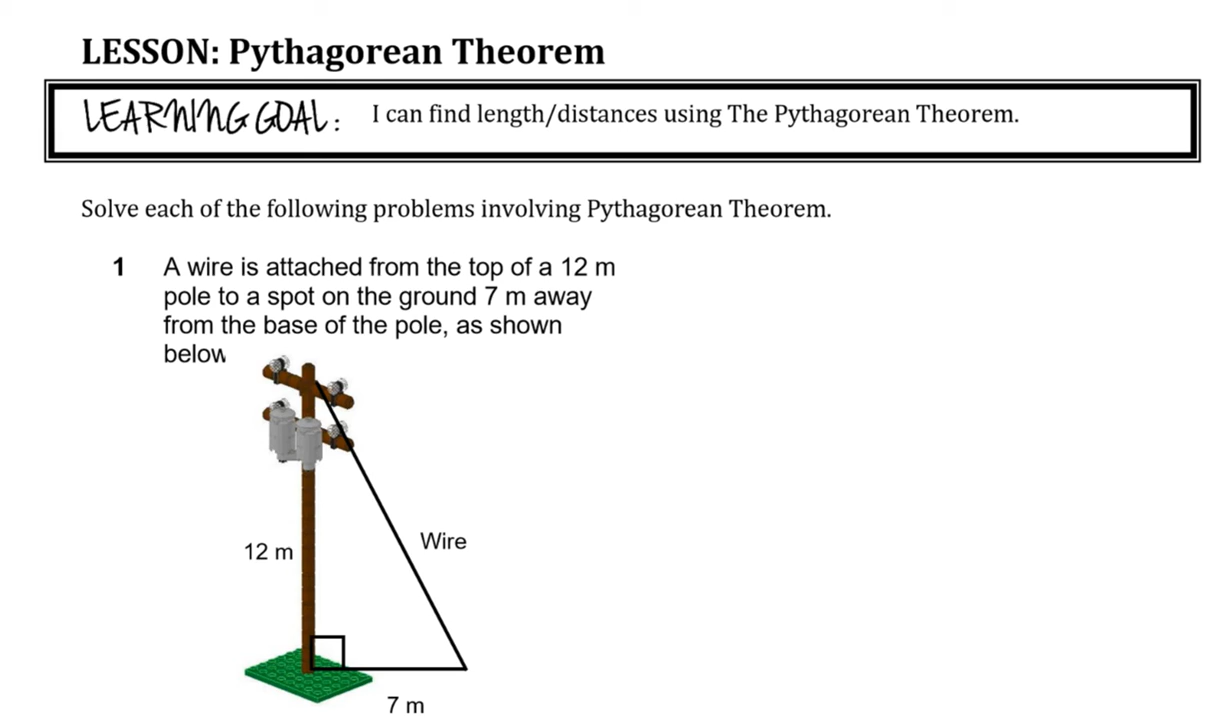 LESSON: Pythagorean Theorem
LEARNING GOAL: I can find length/distances using The Pythagorean Theorem.
Solve each of the following problems involving Pythagorean Theorem.
1 A wire is attached from the top of a 12 m
pole to a spot on the ground 7 m away
from the base of the pole, as shown
below
Wire
12 m
7 m